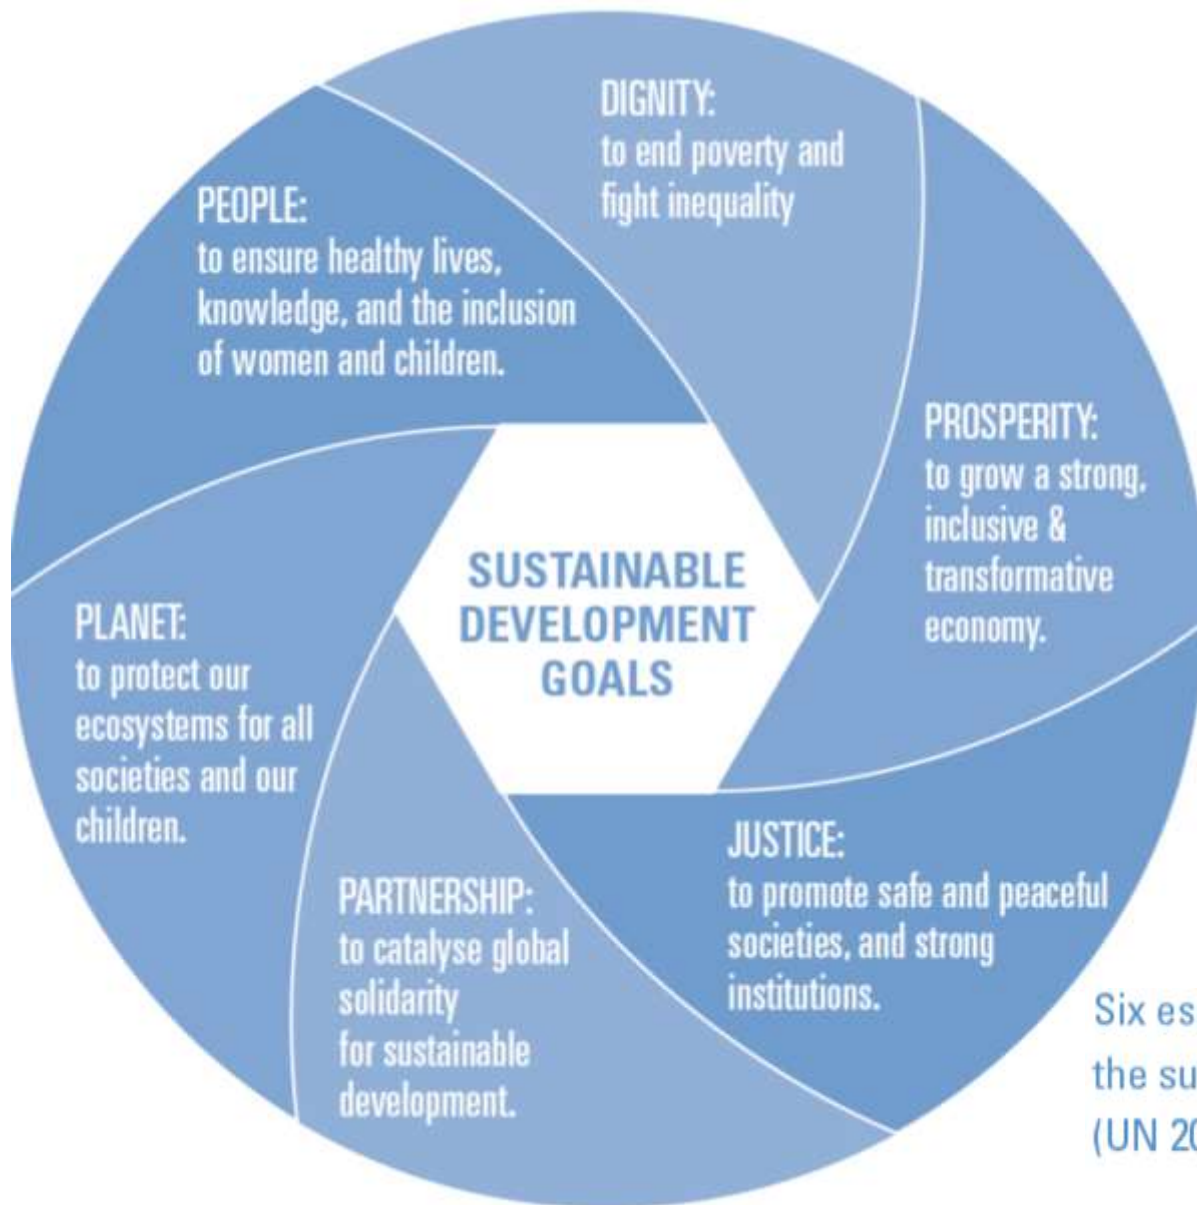 DIGNITY:
to end poverty and
fight inequality
PEOPLE:
to ensure healthy lives,
knowledge, and the inclusion
of women and children.
PROSPERITY:
to grow a strong,
inclusive &
transformative
economy.
SUSTAINABLE
DEVELOPMENT
GOALS
PLANET:
to protect our
ecosystems for all
societies and our
children.
JUSTICE:
to promote safe and peaceful
societies, and strong
institutions.
PARTNERSHIP:
to catalyse global
solidarity
for sustainable
development.
Six
the
(UN